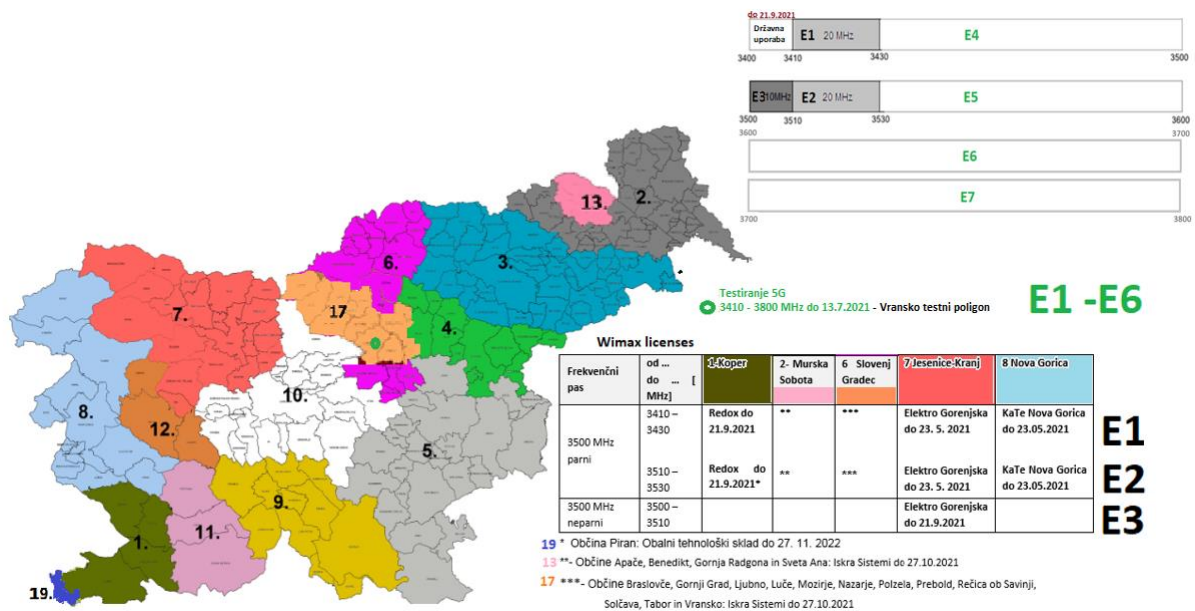 do 21.9.2021
Državna
uporaba
E1 20 MHz
E4
3400 3410 3430 3500
E3 10MHz E2 20 MHz
E5
3500 3510 3530 3600
3600 3700
E6
E7
3700 3800
13.
2.
6.
3.
17
7.
4.
10.
8.
12.
5.
9.
11.
1.
19.
Testiranje 5G
3410 - 3800 MHz do 13.7.2021 - Vransko testni poligon
E1 -E6
Wimax licenses
Frekvenčni
pas
od ...
do ... [
MHz]
1-Koper
2- Murska
Sobota
6 Slovenj
Gradec
7 Jesenice-Kranj
8 Nova Gorica
3500 MHz
parni
3410 –
3430
Redox do
21.9.2021
**
***
Elektro Gorenjska
do 23. 5. 2021
KaTe Nova Gorica
do 23.05.2021
E1
3510 –
3530
Redox do
21.9.2021*
**
***
Elektro Gorenjska
do 23. 5. 2021
KaTe Nova Gorica
do 23.05.2021
E2
3500 MHz
neparni
3500 –
3510
Elektro Gorenjska
do 21.9.2021
E3
19 * Občina Piran: Obalni tehnološki sklad do 27. 11. 2022
13 **- Občine Apače, Benedikt, Gornja Radgona in Sveta Ana: Iskra Sistemi do 27.10.2021
17 ***- Občine Braslovče, Gornji Grad, Ljubno, Luče, Mozirje, Nazarje, Polzela, Prebold, Rečica ob Savinji,
Solčava, Tabor in Vransko: Iskra Sistemi do 27.10.2021